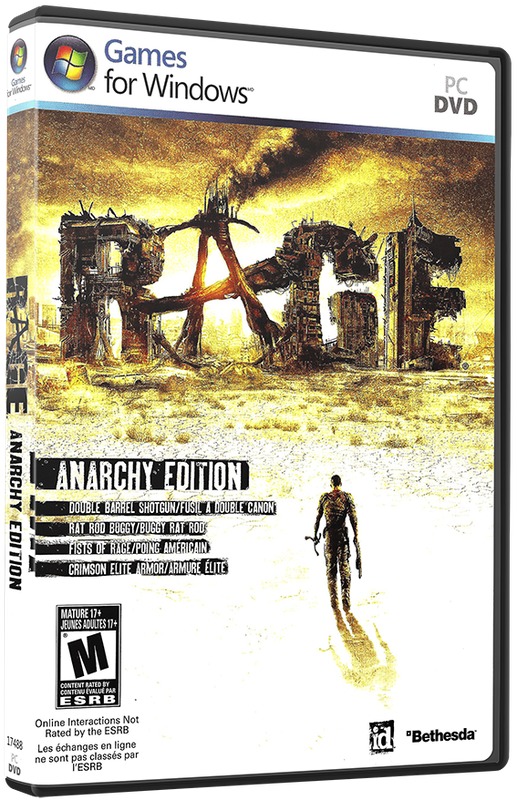 Games
for Windows
MD
PC
DVD
RAGE
ANARCHY EDITION
DOUBLE BARREL SHOTGUN/FUSIL A DOUBLE CANON
RAT ROD BUGGY/BUGGY RAT ROD
FISTS OF RAGE/POING AMÉRICAIN
CRIMSON ELITE ARMOR/ARMURE ÉLITE
MATURE 17+
JEUNES ADULTES 17+
M
CONTENT RATED BY
CONTENU ÉVALUÉ PAR
ESRB
Online Interactions Not
Rated by the ESRB
Les échanges en ligne
ne sont pas classés par
l'ESRB
id
Bethesda
RAGE
ANARCHY EDITION
17488
PC
DVD